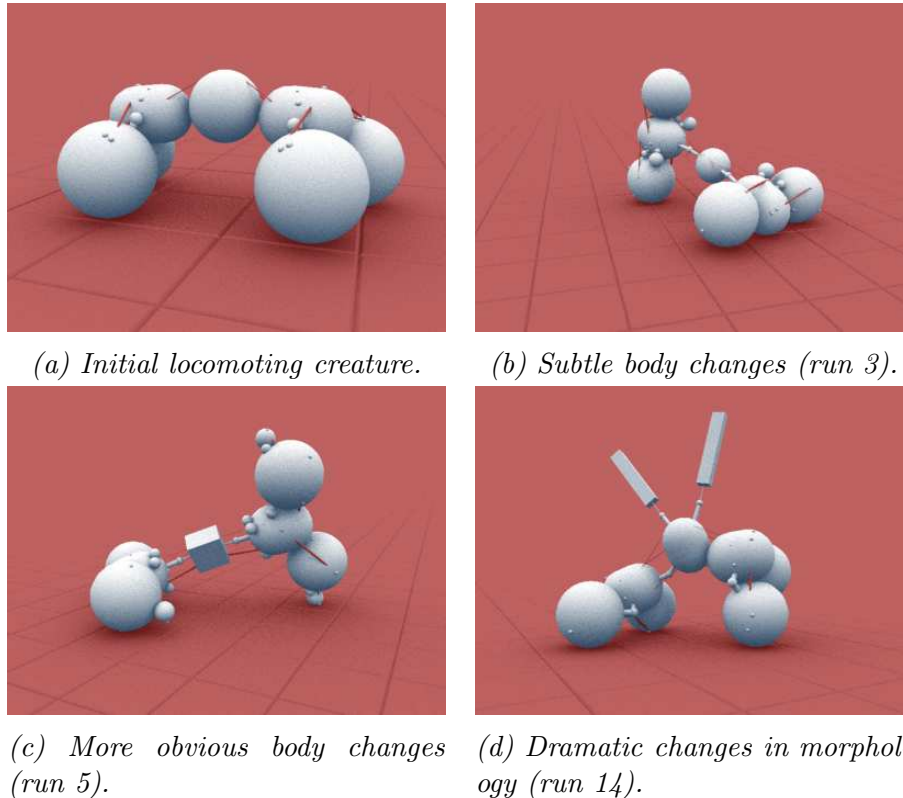 (a) Initial locomoting creature.
(b) Subtle body changes (run 3).
(c) More obvious body changes
(run 5).
(d) Dramatic changes in morphol
ogy (run 14).